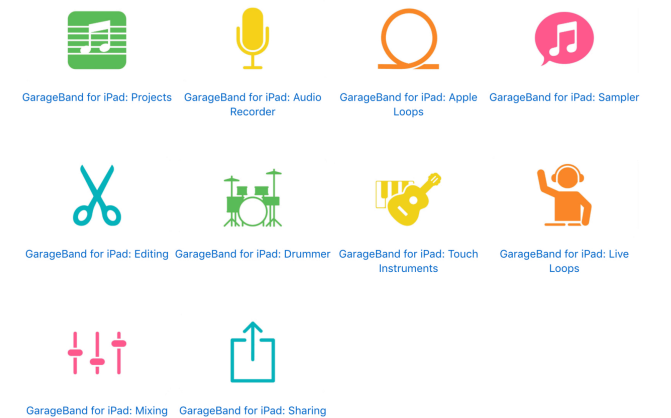 GarageBand for iPad: Projects
GarageBand for iPad: Audio
Recorder
GarageBand for iPad: Apple
Loops
GarageBand for iPad: Sampler
GarageBand for iPad: Editing
GarageBand for iPad: Drummer
GarageBand for iPad: Touch
Instruments
GarageBand for iPad: Live
Loops
GarageBand for iPad: Mixing
GarageBand for iPad: Sharing